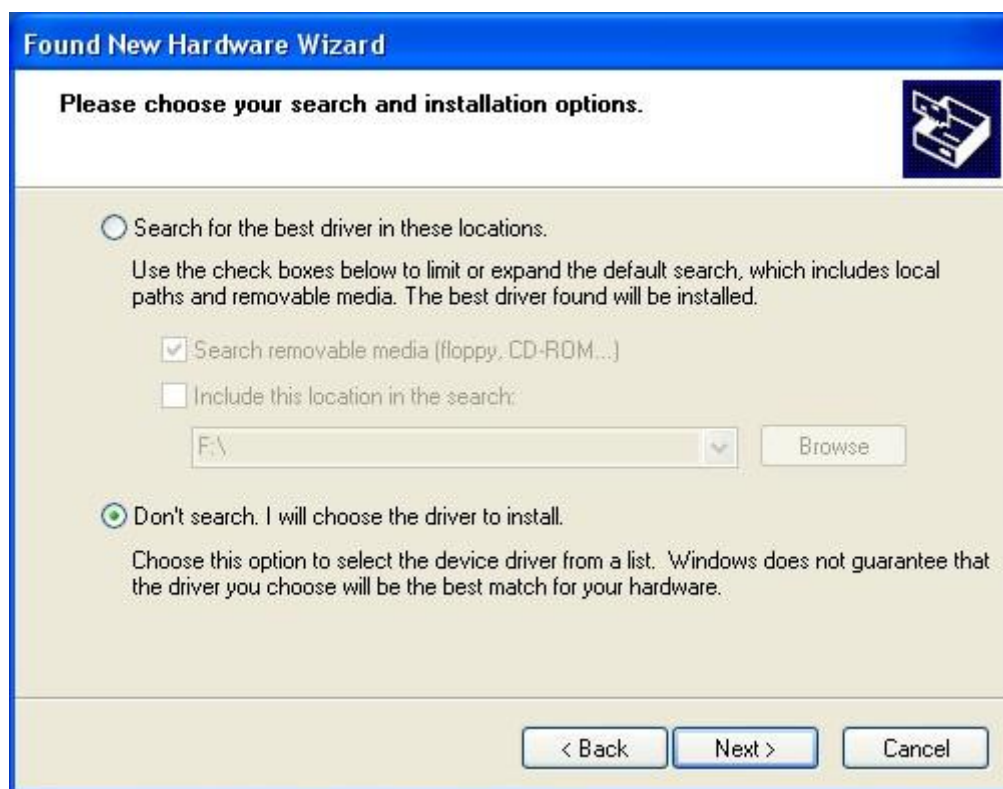 Found New Hardware Wizard
Please choose your search and installation options.
Search for the best driver in these locations.
Use the check boxes below to limit or expand the default search, which includes local
paths and removable media. The best driver found will be installed.
Search removable media (floppy, CD-ROM...)
Include this location in the search:
F:\
Browse
Don't search. I will choose the driver to install.
Choose this option to select the device driver from a list. Windows does not guarantee that
the driver you choose will be the best match for your hardware.
< Back Next > Cancel